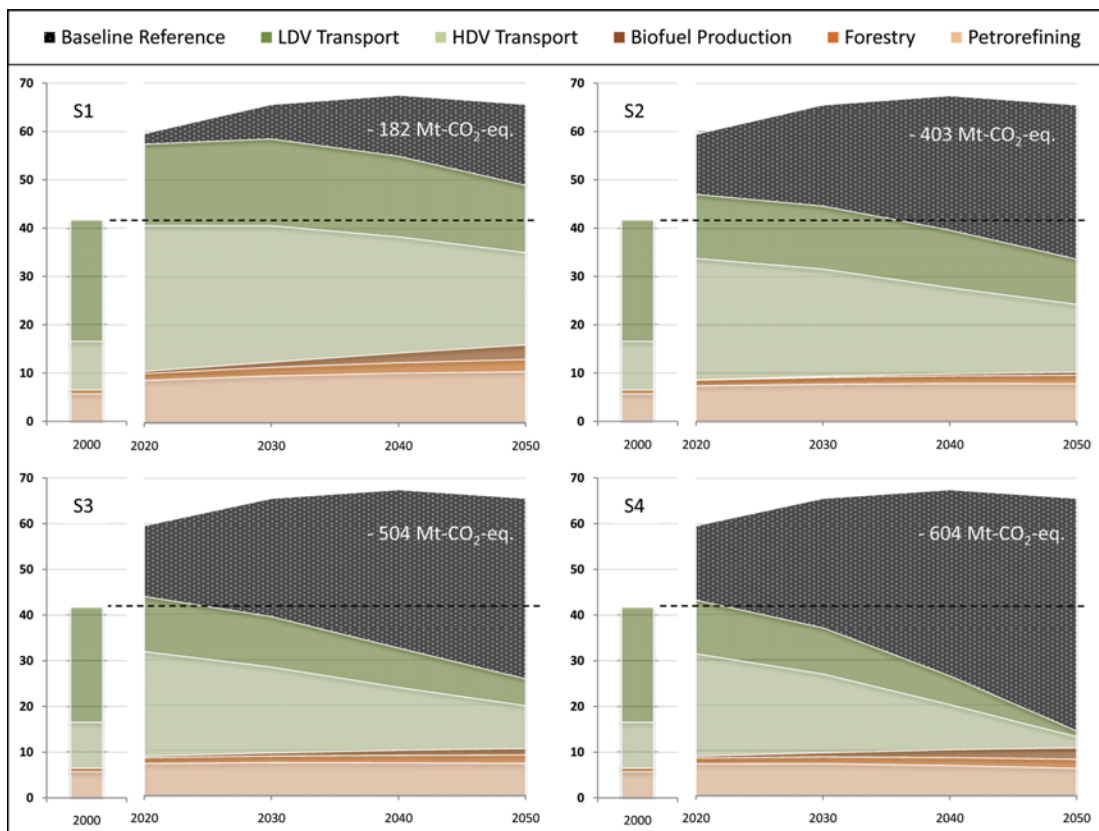 Baseline Reference LDV Transport HDV Transport Biofuel Production Forestry Petrorefining
70
60
50
40
30
20
10
0
S1
- 182 Mt-CO₂-eq.
2000
2020 2030 2040 2050
70
60
50
40
30
20
10
0
S2
- 403 Mt-CO₂-eq.
2000
2020 2030 2040 2050
70
60
50
40
30
20
10
0
S3
- 504 Mt-CO₂-eq.
2000
2020 2030 2040 2050
70
60
50
40
30
20
10
0
S4
- 604 Mt-CO₂-eq.
2000
2020 2030 2040 2050